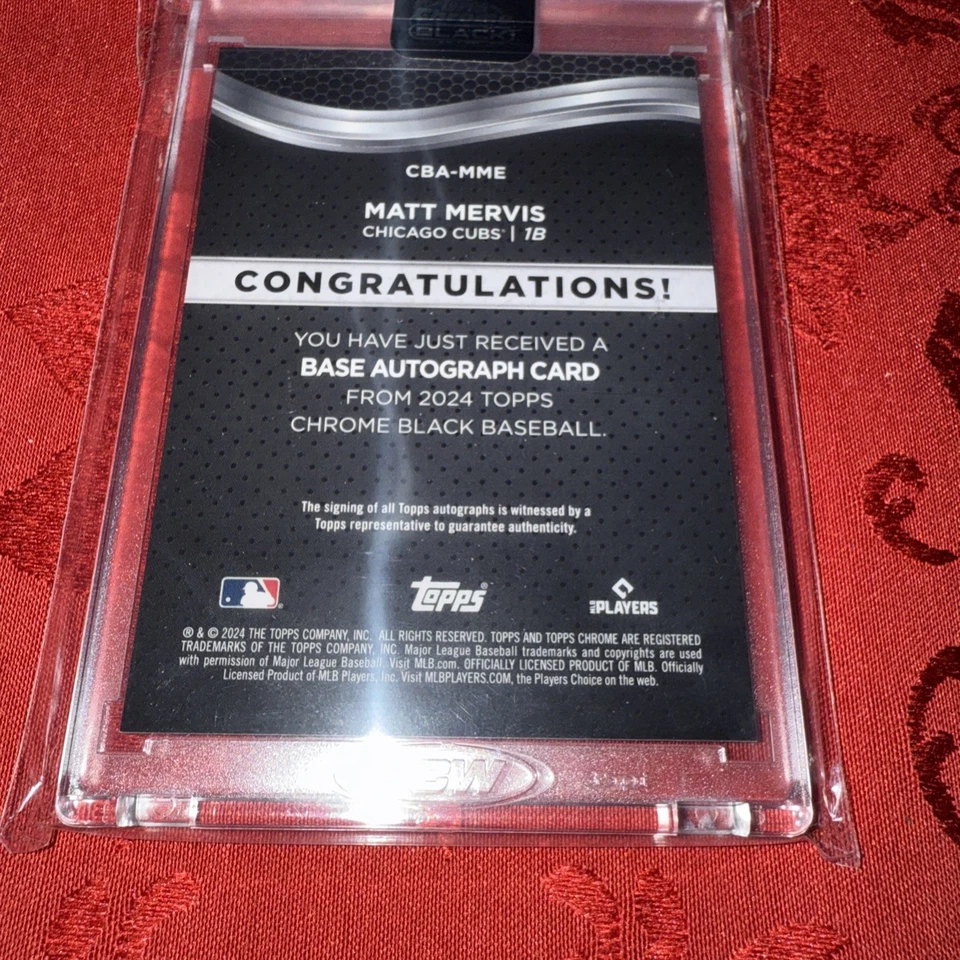 CHROME
BLACK
CBA-MME
MATT MERVIS
CHICAGO CUBS | 1B
CONGRATULATIONS!
YOU HAVE JUST RECEIVED A
BASE AUTOGRAPH CARD
FROM 2024 TOPPS
CHROME BLACK BASEBALL.
The signing of all Topps autographs is witnessed by a
Topps representative to guarantee authenticity.
Topps® MLB PLAYERS
® & © 2024 THE TOPPS COMPANY, INC. ALL RIGHTS RESERVED. TOPPS AND TOPPS CHROME ARE REGISTERED
TRADEMARKS OF THE TOPPS COMPANY, INC. Major League Baseball trademarks and copyrights are used
with permission of Major League Baseball. Visit MLB.com. OFFICIALLY LICENSED PRODUCT OF MLB. Officially
Licensed Product of MLB Players, Inc. Visit MLBPLAYERS.COM, the Players Choice on the web.